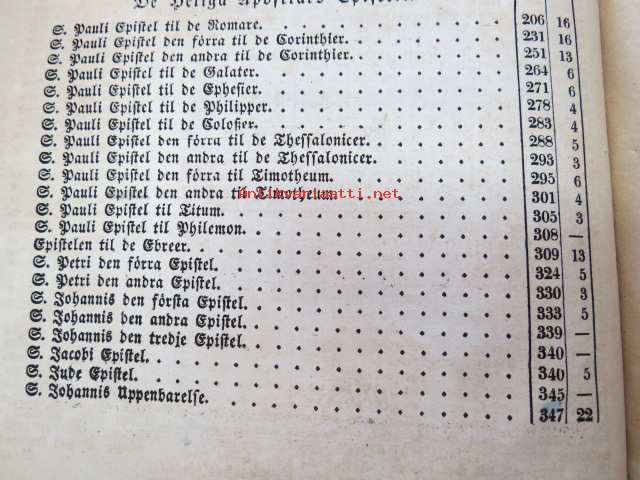 De Heliga Apostlars Epistel
S. Pauli Epistel til de Romare. 206 16
S. Pauli Epistel den förra til de Corinthier. 231 16
S. Pauli Epistel den andra til de Corinthier. 251 13
S. Pauli Epistel til de Galater. 264 6
S. Pauli Epistel til de Ephesier. 271 6
S. Pauli Epistel til de Philipper. 278 4
S. Pauli Epistel til de Coloßer. 283 4
S. Pauli Epistel den förra til de Thessalonicer. 288 5
S. Pauli Epistel den andra til de Thessalonicer. 293 3
S. Pauli Epistel den förra til Timotheum. 295 6
S. Pauli Epistel den andra til Timotheum. 301 4
S. Pauli Epistel til Titum. 305 3
S. Pauli Epistel til Philemon. 308 —
Epistelen til de Ebreer. 309 13
S. Petri den förra Epistel. 324 5
S. Petri den andra Epistel. 330 3
S. Johannis den första Epistel. 333 5
S. Johannis den andra Epistel. 339 —
S. Johannis den tredje Epistel. 340 —
S. Jacobi Epistel. 340 5
S. Jude Epistel. 345 —
S. Johannis Uppenbarelse. 347 22